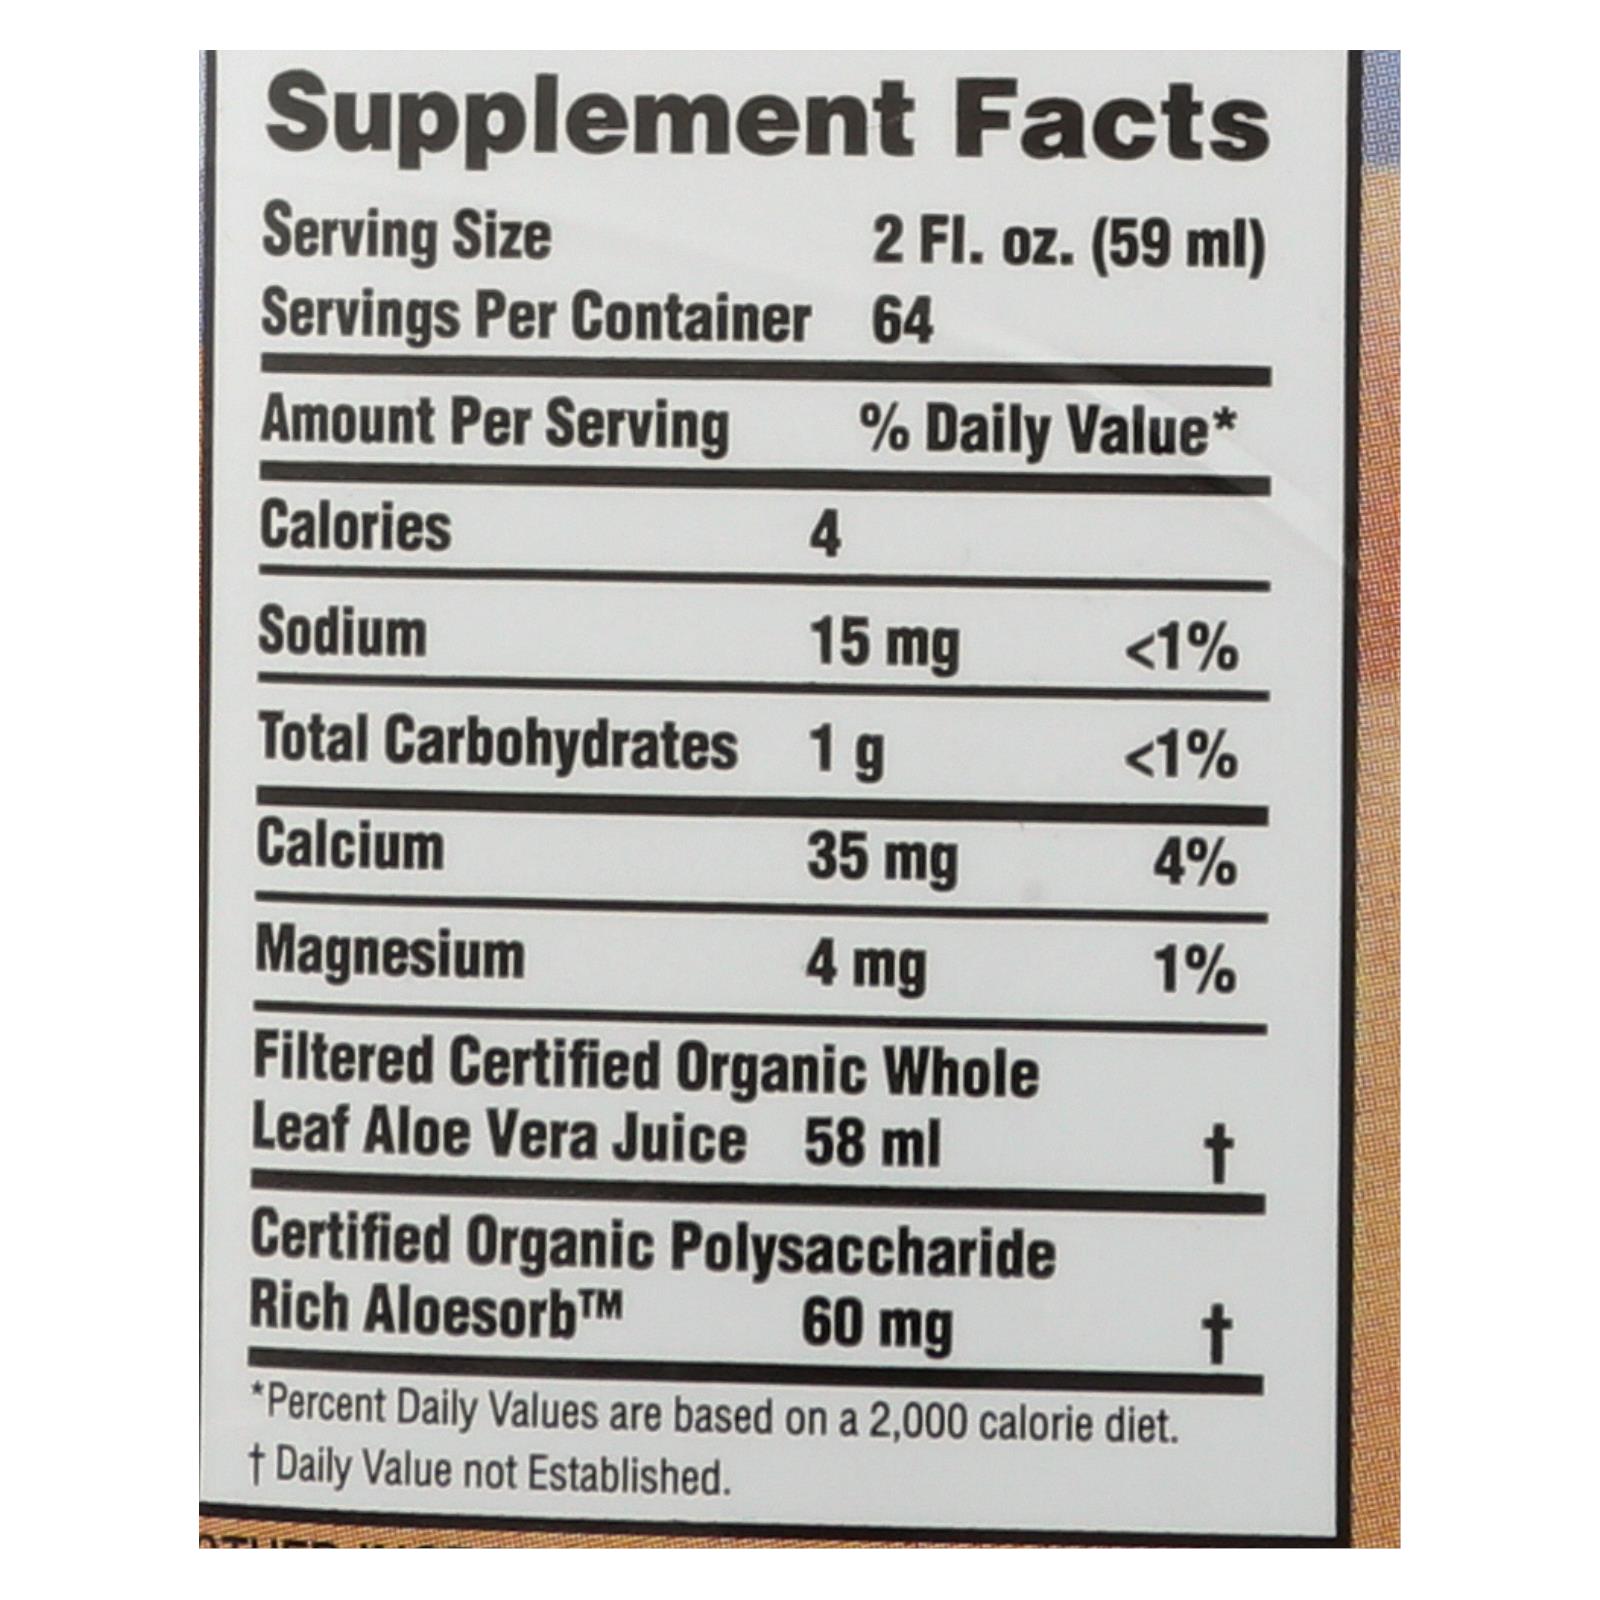 Supplement Facts
Serving Size 2 Fl. oz. (59 ml)
Servings Per Container 64
Amount Per Serving % Daily Value*
Calories 4
Sodium 15 mg <1%
Total Carbohydrates 1 g <1%
Calcium 35 mg 4%
Magnesium 4 mg 1%
Filtered Certified Organic Whole
Leaf Aloe Vera Juice 58 ml †
Certified Organic Polysaccharide
Rich Aloesorb™ 60 mg †
*Percent Daily Values are based on a 2,000 calorie diet.
† Daily Value not Established.